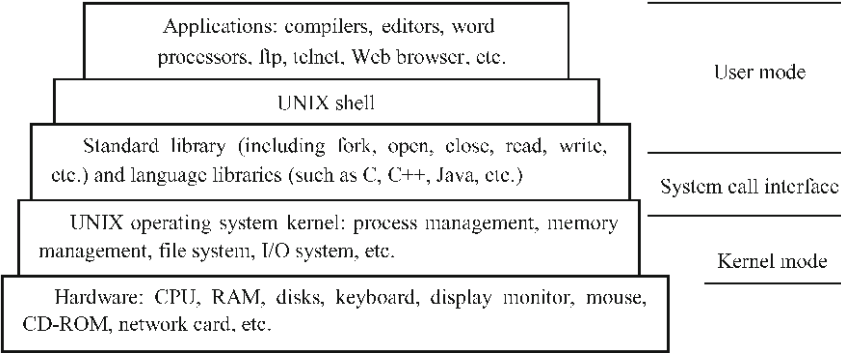 Applications: compilers, editors, word
processors, ftp, telnet, Web browser, etc.
User mode
UNIX shell
Standard library (including fork, open, close, read, write,
etc.) and language libraries (such as C, C++, Java, etc.)
System call interface
UNIX operating system kernel: process management, memory
management, file system, I/O system, etc.
Kernel mode
Hardware: CPU, RAM, disks, keyboard, display monitor, mouse,
CD-ROM, network card, etc.